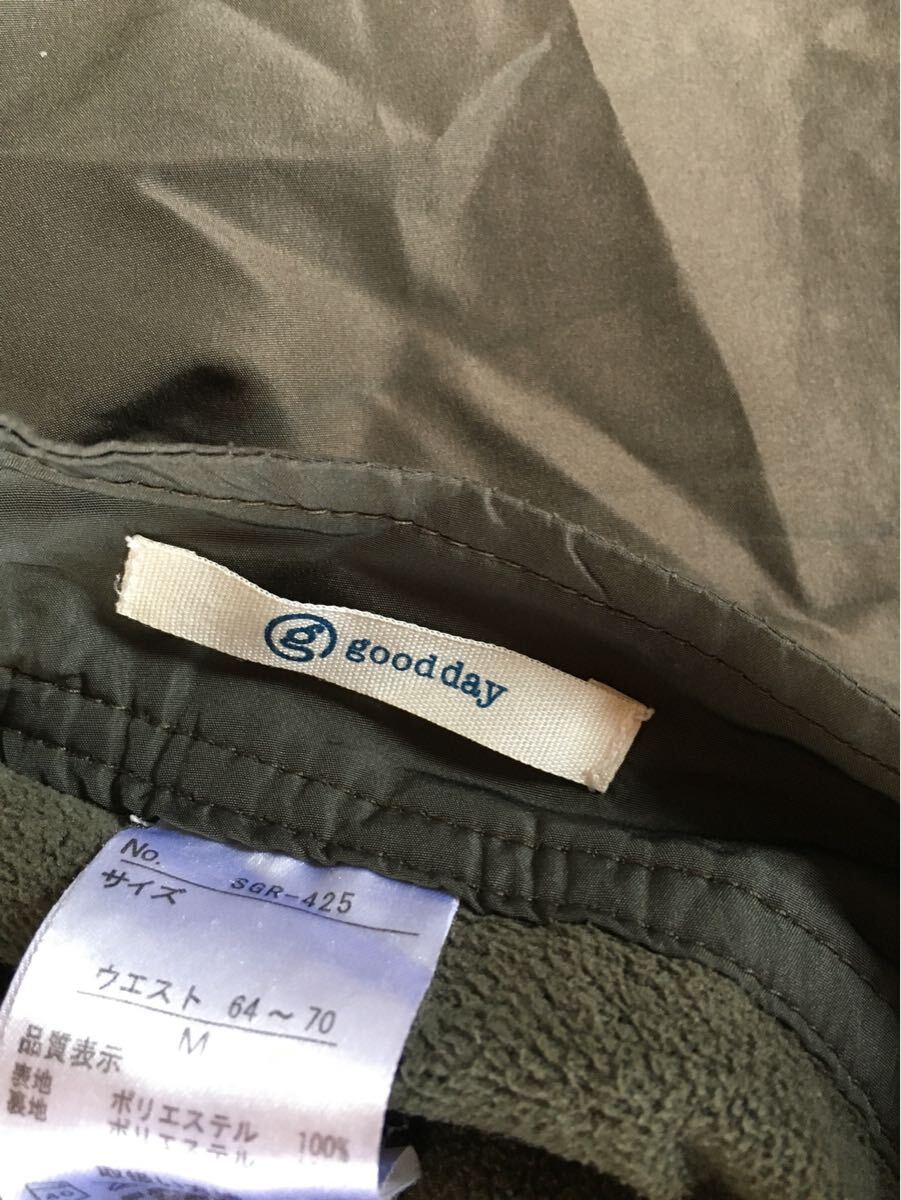 g good day
No. SGR-425
サイズ
ウエスト 64～70
M
品質表示
表地 ポリエステル 100%
裏地 ポリエステル